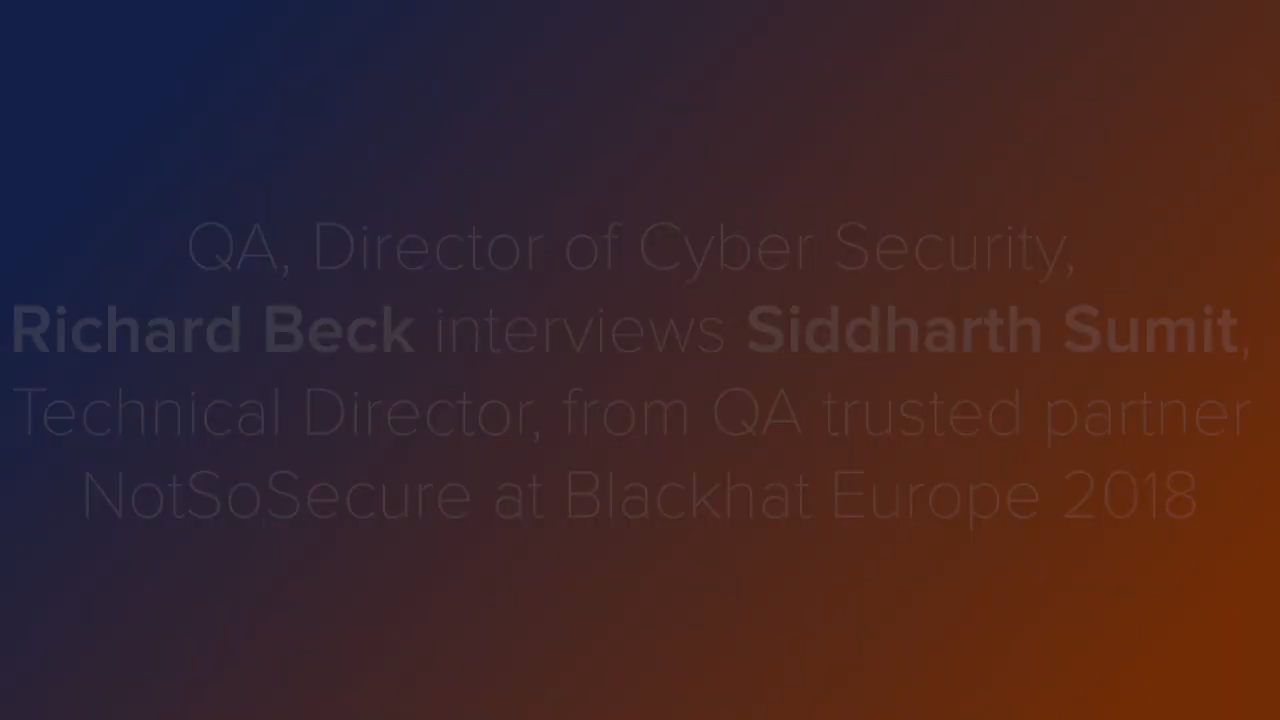 QA, Director of Cyber Security,
Richard Beck interviews Siddharth Sumit,
Technical Director, from QA trusted partner
NotSoSecure at Blackhat Europe 2018